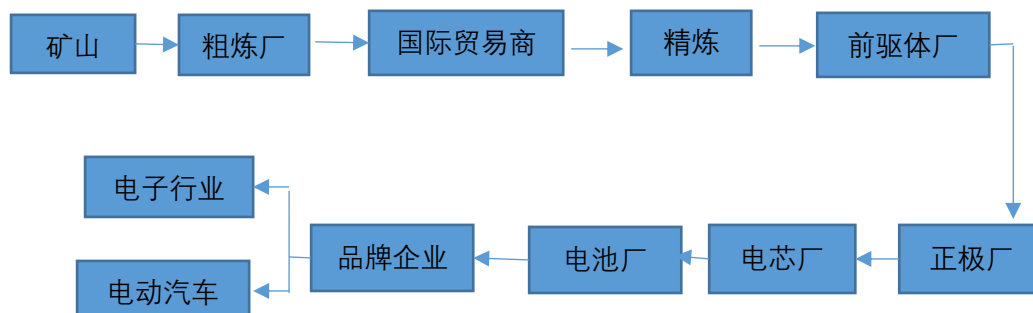 矿山
粗炼厂
国际贸易商
精炼
前驱体厂
正极厂
电芯厂
电池厂
品牌企业
电子行业
电动汽车